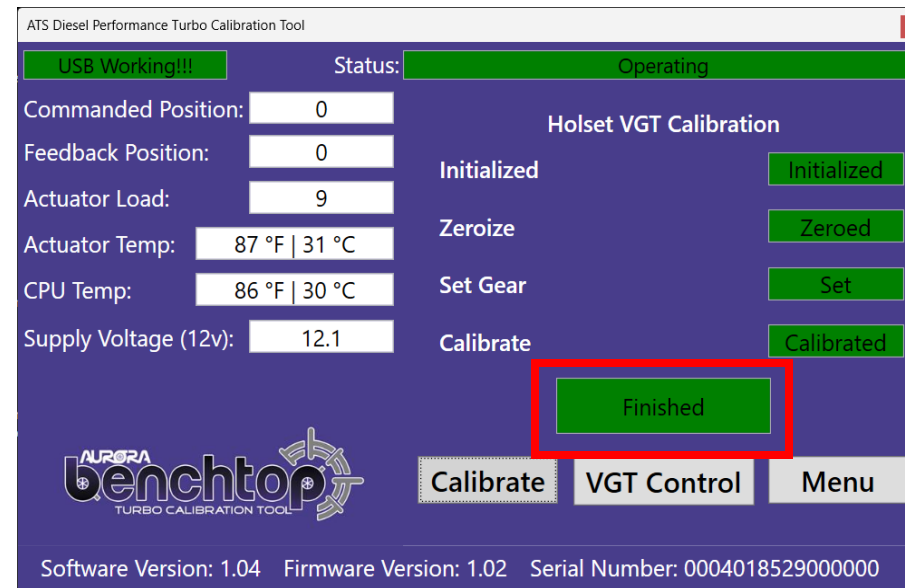 ATS Diesel Performance Turbo Calibration Tool
USB Working!!!
Status:
Operating
Commanded Position:
0
Feedback Position:
0
Actuator Load:
9
Actuator Temp:
87 °F | 31 °C
CPU Temp:
86 °F | 30 °C
Supply Voltage (12v):
12.1
Holset VGT Calibration
Initialized
Initialized
Zeroize
Zeroed
Set Gear
Set
Calibrate
Calibrated
Finished
AURORA
benchtop
TURBO CALIBRATION TOOL
Calibrate
VGT Control
Menu
Software Version: 1.04 Firmware Version: 1.02 Serial Number: 0004018529000000